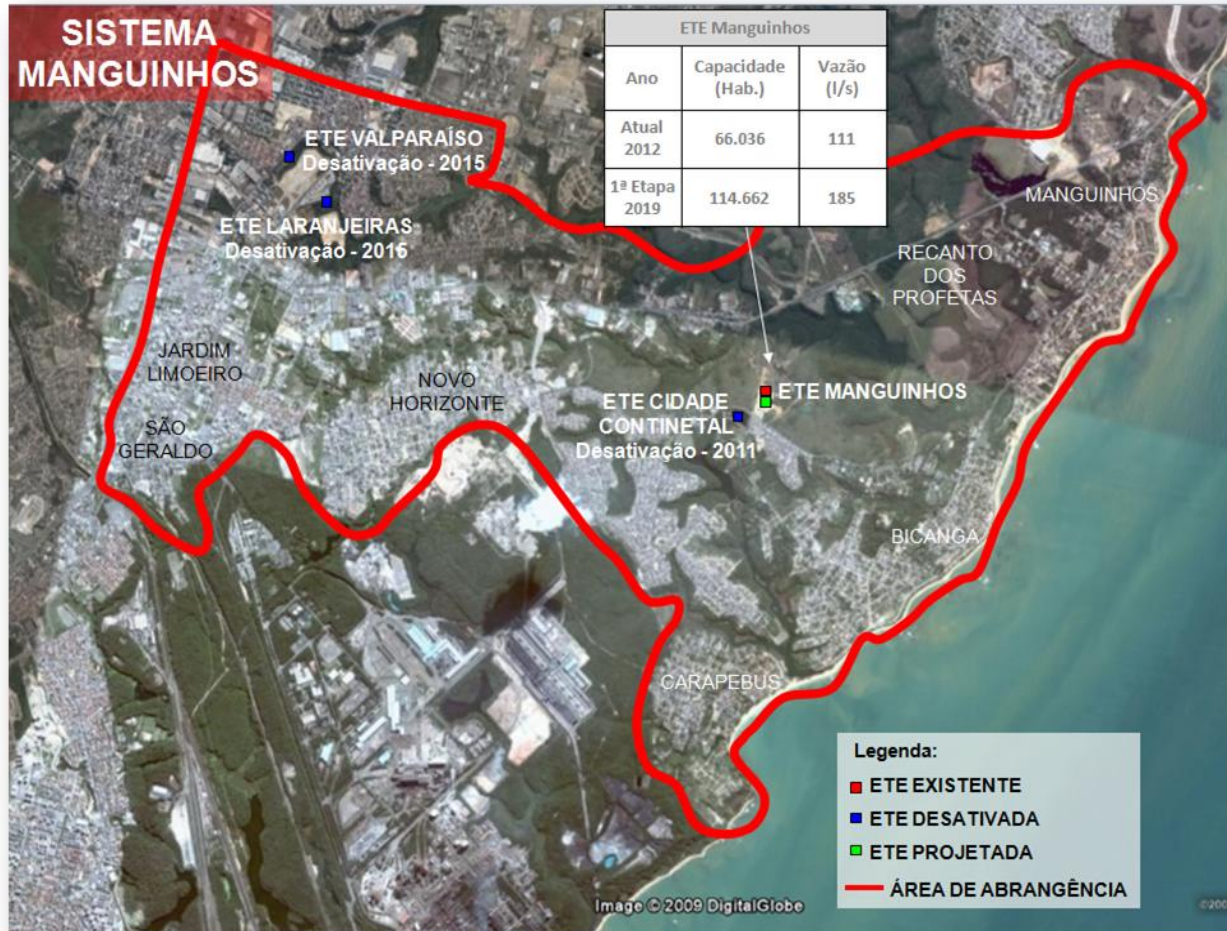 SISTEMA
MANGUINHOS
ETE Manguinhos
Ano
Capacidade
(Hab.)
Vazão
(l/s)
Atual
2012
66.036
111
1ª Etapa
2019
114.662
185
ETE VALPARAÍSO
Desativação - 2015
ETE LARANJEIRAS
Desativação - 2016
MANGUINHOS
RECANTO
DOS
PROFETAS
JARDIM
LIMOEIRO
NOVO
HORIZONTE
SÃO
GERALDO
ETE MANGUINHOS
ETE CIDADE
CONTINETAL
Desativação - 2011
BICANGA
CARAPEBUS
Legenda:
ETE EXISTENTE
ETE DESATIVADA
ETE PROJETADA
ÁREA DE ABRANGÊNCIA
Image © 2009 DigitalGlobe